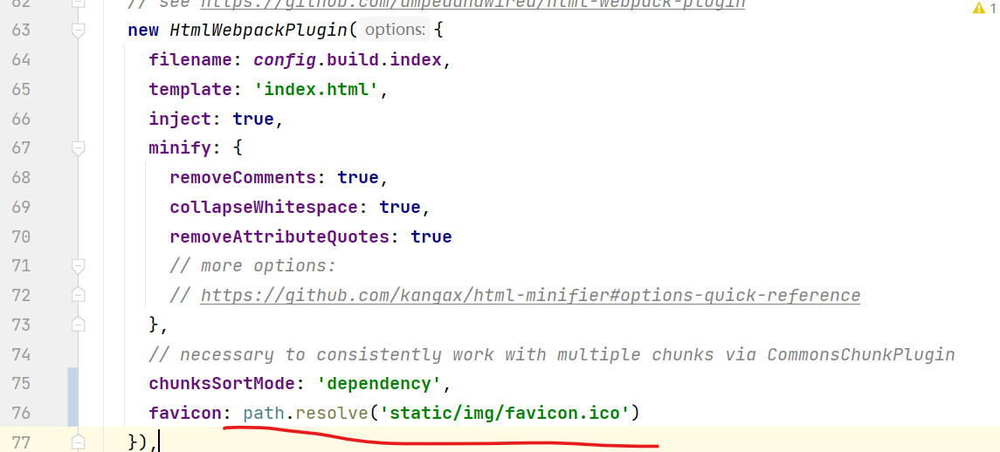 62 // see https://github.com/ampedandwired/html-webpack-plugin
1
63 new HtmlWebpackPlugin( options: {
64 filename: config.build.index,
65 template: 'index.html',
66 inject: true,
67 minify: {
68 removeComments: true,
69 collapseWhitespace: true,
70 removeAttributeQuotes: true
71 // more options:
72 // https://github.com/kangax/html-minifier#options-quick-reference
73 },
74 // necessary to consistently work with multiple chunks via CommonsChunkPlugin
75 chunksSortMode: 'dependency',
76 favicon: path.resolve('static/img/favicon.ico')
77 }),